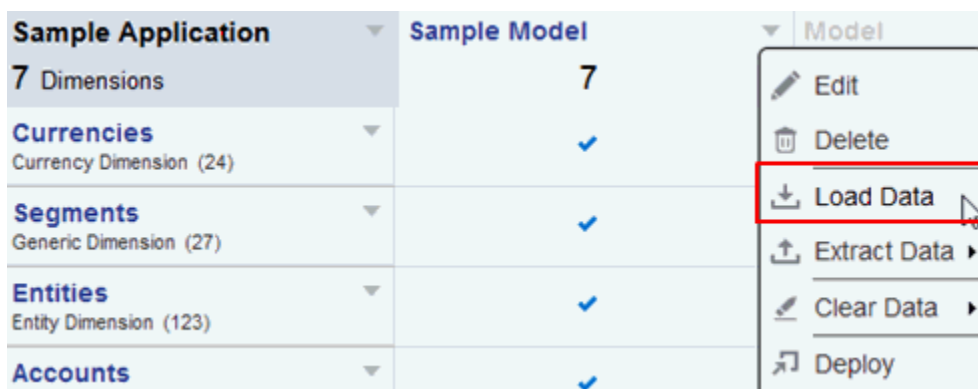 Sample Application
Sample Model
Model
7 Dimensions
7
Edit
Currencies
Currency Dimension (24)
Delete
Segments
Generic Dimension (27)
Load Data
Extract Data
Entities
Entity Dimension (123)
Clear Data
Accounts
Deploy